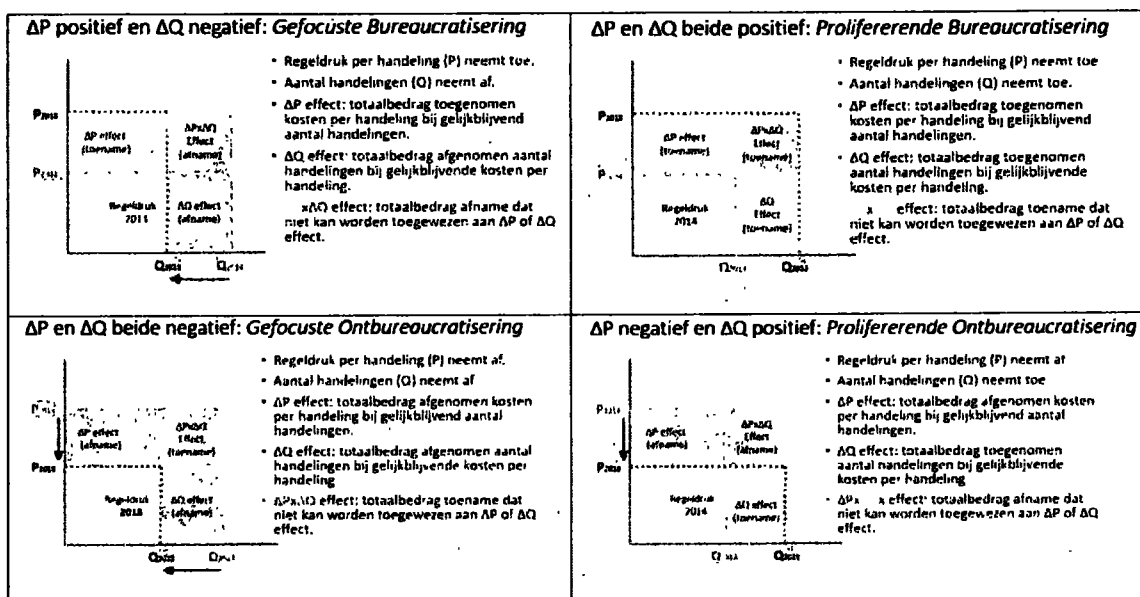 ΔP positief en ΔQ negatief: Gefocuste Bureaucratisering
• Regeldruk per handeling (P) neemt toe.
• Aantal handelingen (Q) neemt af.
• ΔP effect: totaalbedrag toegenomen
kosten per handeling bij gelijkblijvend
aantal handelingen.
• ΔQ effect: totaalbedrag afgenomen aantal
handelingen bij gelijkblijvende kosten per
handeling.
xΔQ effect: totaalbedrag afname dat
niet kan worden toegewezen aan ΔP of ΔQ
effect.
P2018
ΔP effect
(toename)
ΔPxΔQ
Effect
(afname)
Regeldruk
ΔQ effect
(afname)
Q2018
ΔP en ΔQ beide positief: Prolifererende Bureaucratisering
• Regeldruk per handeling (P) neemt toe
• Aantal handelingen (Q) neemt toe.
• ΔP effect: totaalbedrag toegenomen
kosten per handeling bij gelijkblijvend
aantal handelingen.
• ΔQ effect: totaalbedrag toegenomen
aantal handelingen bij gelijkblijvende
kosten per handeling.
x effect: totaalbedrag toename dat
niet kan worden toegewezen aan ΔP of ΔQ
effect.
P2018
ΔP effect
(toename)
ΔPxΔQ
Effect
(toename)
Regeldruk
2014
ΔQ
Effect
(toename)
Q2018
ΔP en ΔQ beide negatief: Gefocuste Ontbureaucratisering
• Regeldruk per handeling (P) neemt af.
• Aantal handelingen (Q) neemt af
• ΔP effect: totaalbedrag afgenomen kosten
per handeling bij gelijkblijvend aantal
handelingen.
• ΔQ effect: totaalbedrag afgenomen aantal
handelingen bij gelijkblijvende kosten per
handeling
• ΔPxΔQ effect: totaalbedrag toename dat
niet kan worden toegewezen aan ΔP of ΔQ
effect.
ΔP effect
(afname)
ΔPxΔQ
Effect
(toename)
P2018
Regeldruk
2018
ΔQ effect
(afname)
Q2018
ΔP negatief en ΔQ positief: Prolifererende Ontbureaucratisering
• Regeldruk per handeling (P) neemt af
• Aantal handelingen (Q) neemt toe
• ΔP effect: totaalbedrag afgenomen kosten
per handeling bij gelijkblijvend aantal
handelingen.
• ΔQ effect: totaalbedrag toegenomen
aantal handelingen bij gelijkblijvende
kosten per handeling
• ΔPx x effect: totaalbedrag afname dat
niet kan worden toegewezen aan ΔP of ΔQ
effect.
ΔP effect
(afname)
ΔPxΔQ
Effect
(afname)
P2018
Regeldruk
2014
ΔQ effect
(toename)
Q2018